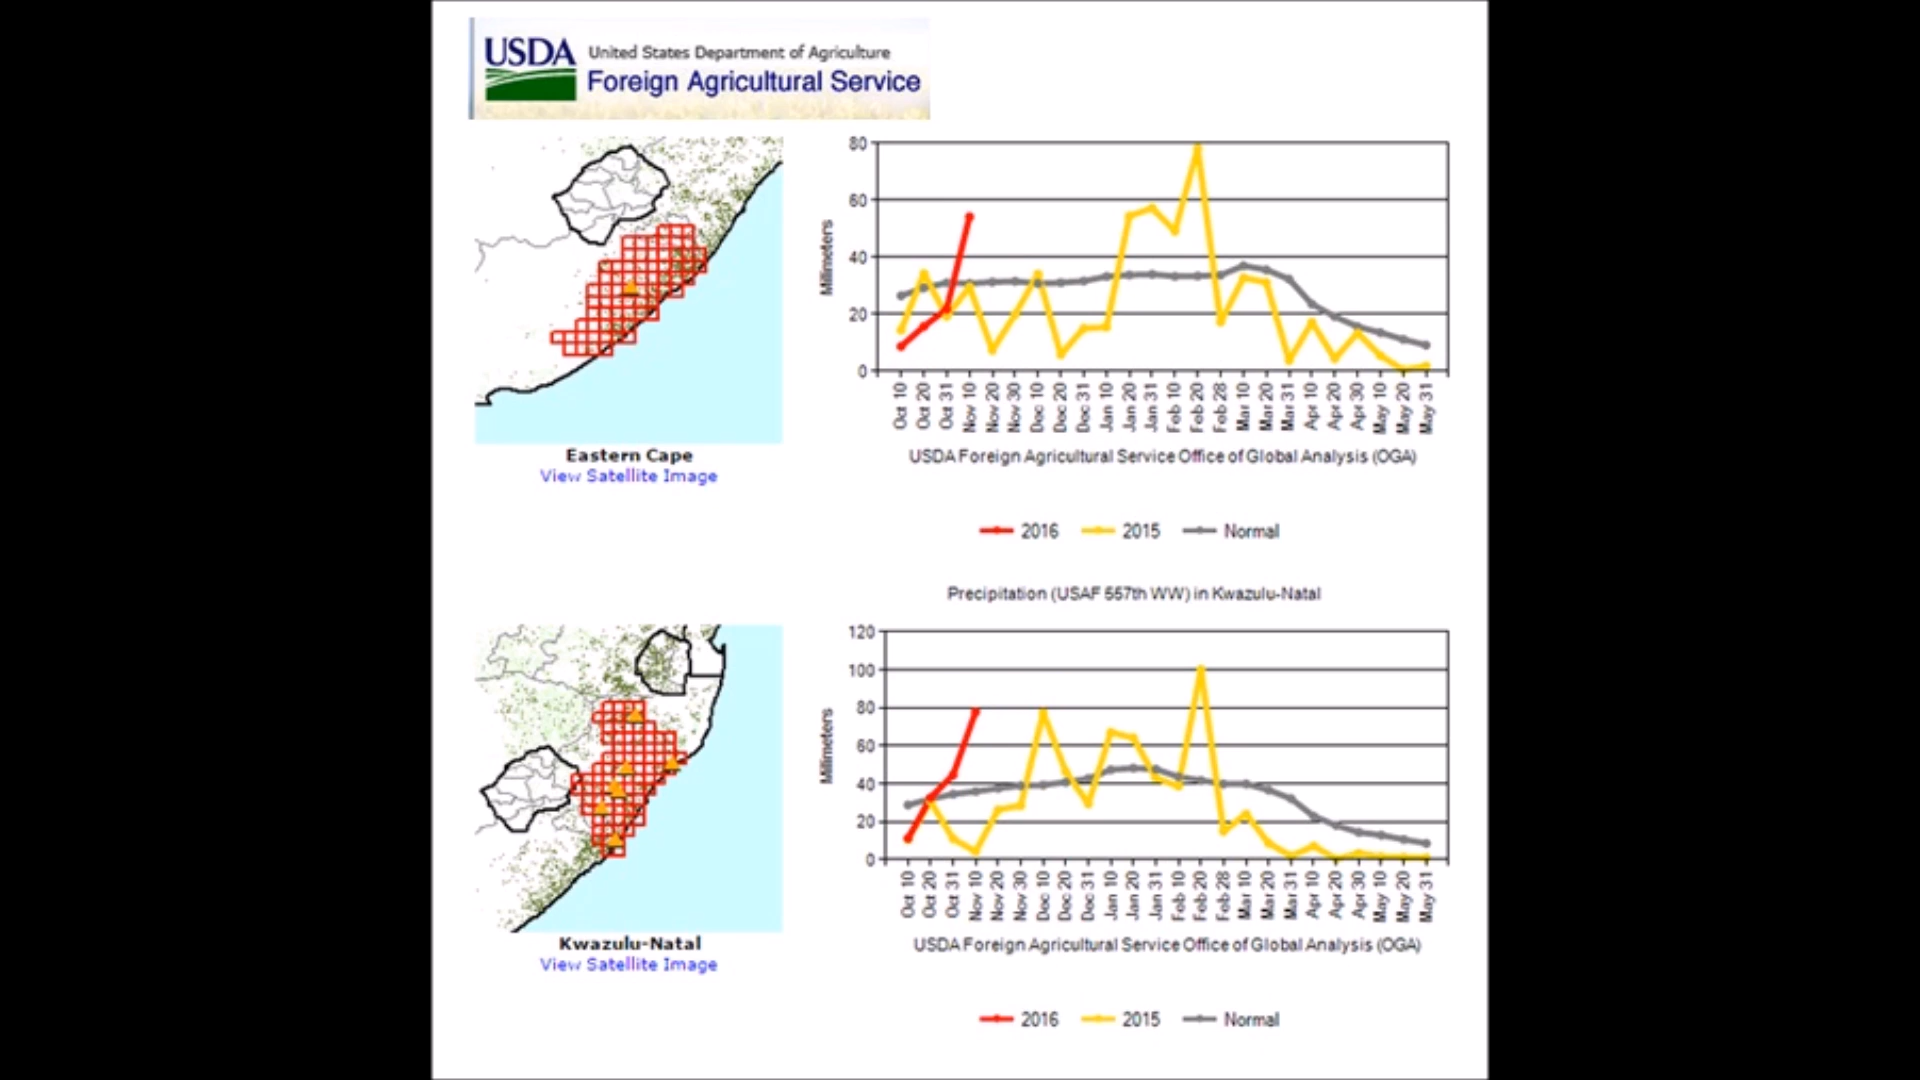 USDA
United States Department of Agriculture
Foreign Agricultural Service
80
60
40
20
0
Millimeters
Oct 10
Oct 20
Oct 31
Nov 10
Nov 20
Nov 30
Dec 10
Dec 20
Dec 31
Jan 10
Jan 20
Jan 31
Feb 10
Feb 20
Feb 28
Mar 10
Mar 20
Mar 31
Apr 10
Apr 20
Apr 30
May 10
May 20
May 31
Eastern Cape
View Satellite Image
USDA Foreign Agricultural Service Office of Global Analysis (OGA)
2016 2015 Normal
Precipitation (USAF 557th WW) in Kwazulu-Natal
120
100
80
60
40
20
0
Millimeters
Oct 10
Oct 20
Oct 31
Nov 10
Nov 20
Nov 30
Dec 10
Dec 20
Dec 31
Jan 10
Jan 20
Jan 31
Feb 10
Feb 20
Feb 28
Mar 10
Mar 20
Mar 31
Apr 10
Apr 20
Apr 30
May 10
May 20
May 31
Kwazulu-Natal
View Satellite Image
USDA Foreign Agricultural Service Office of Global Analysis (OGA)
2016 2015 Normal